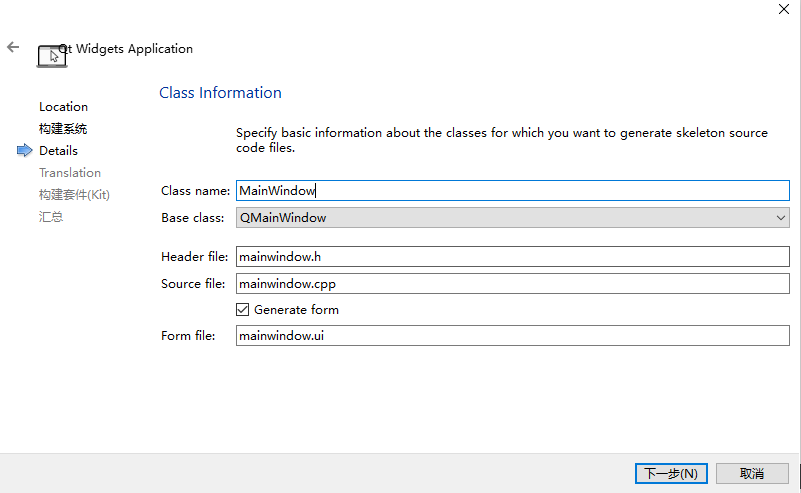 Qt Widgets Application
Class Information
Location
构建系统
Details
Translation
构建套件(Kit)
汇总
Specify basic information about the classes for which you want to generate skeleton source
code files.
Class name: MainWindow
Base class: QMainWindow
Header file: mainwindow.h
Source file: mainwindow.cpp
Generate form
Form file: mainwindow.ui
下一步(N) 取消